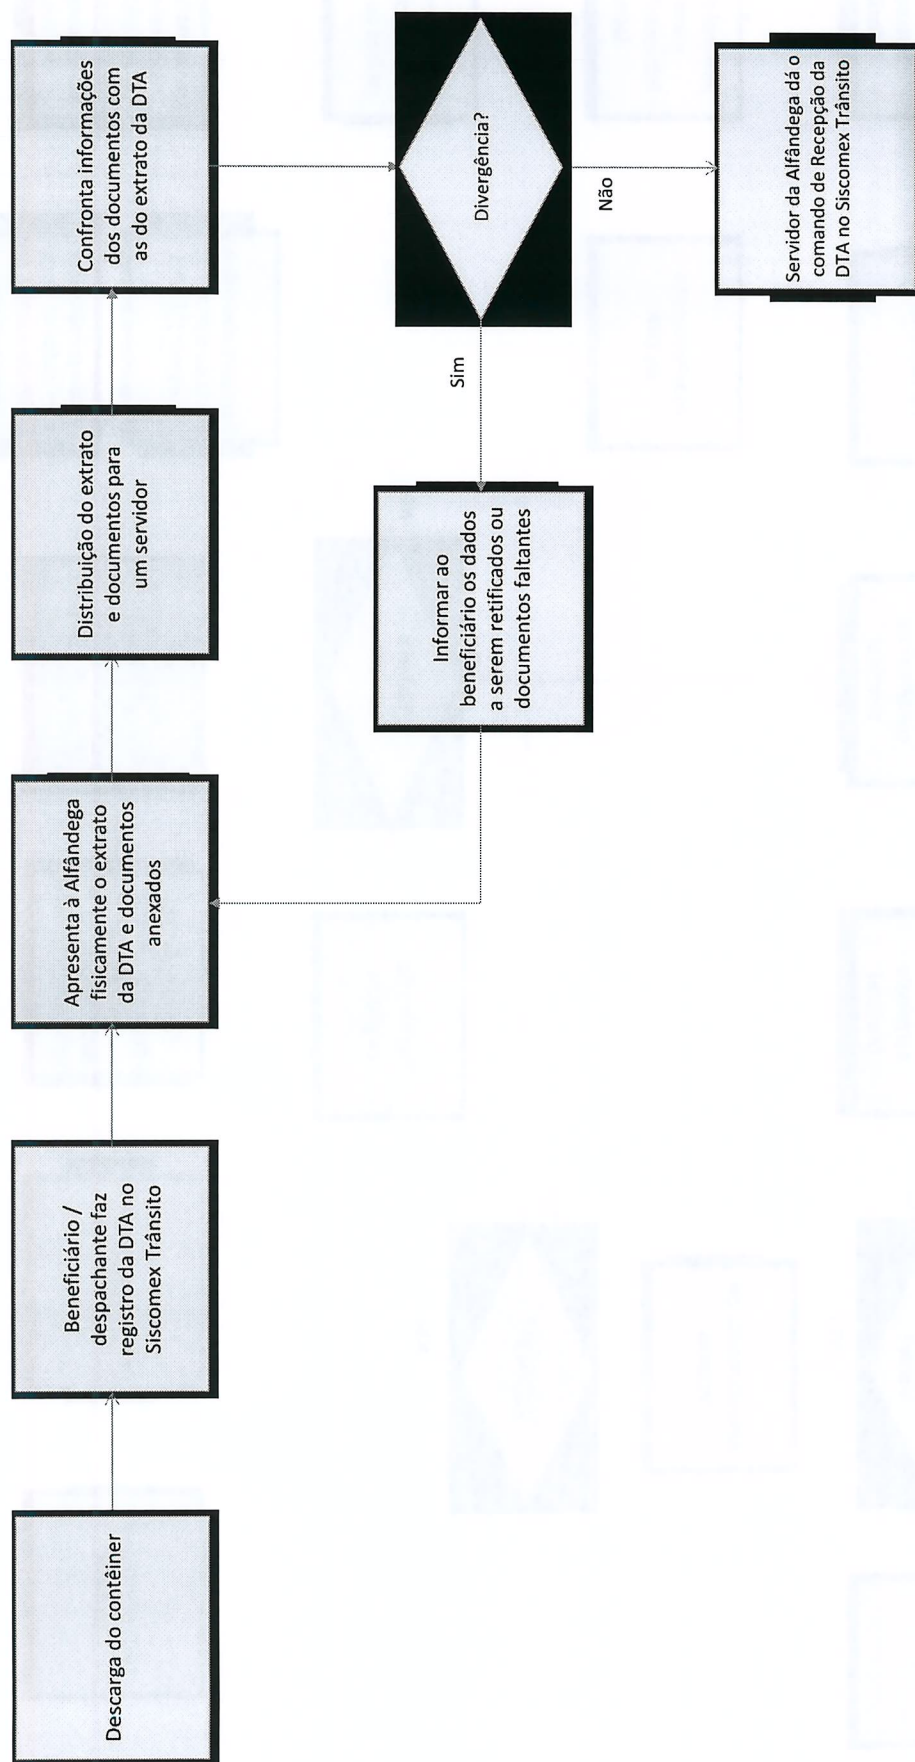 Descarga do contêiner
Beneficiário /
despachante faz
registro da DTA no
Siscomex Trânsito
Apresenta à Alfândega
fisicamente o extrato
da DTA e documentos
anexados
Distribuição do extrato
e documentos para
um servidor
Confronta informações
dos documentos com
as do extrato da DTA
Divergência?
Sim
Informar ao
beneficiário os dados
a serem retificados ou
documentos faltantes
Não
Servidor da Alfândega dá o
comando de Recepção da
DTA no Siscomex Trânsito